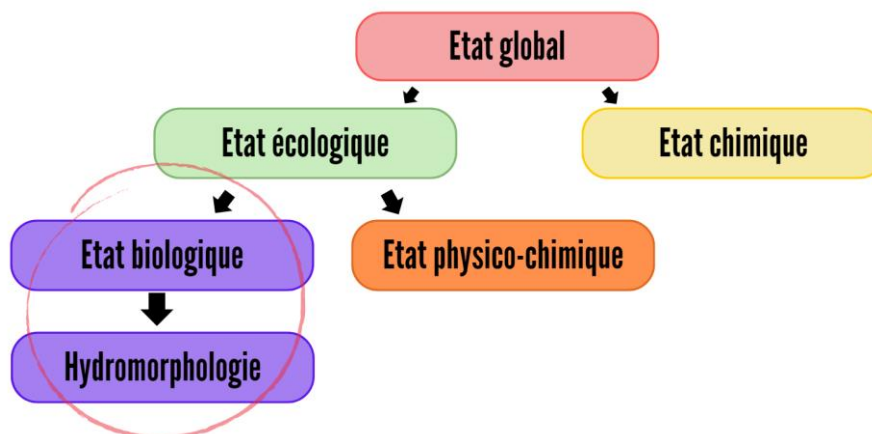 Etat global
Etat écologique
Etat chimique
Etat biologique
Etat physico-chimique
Hydromorphologie